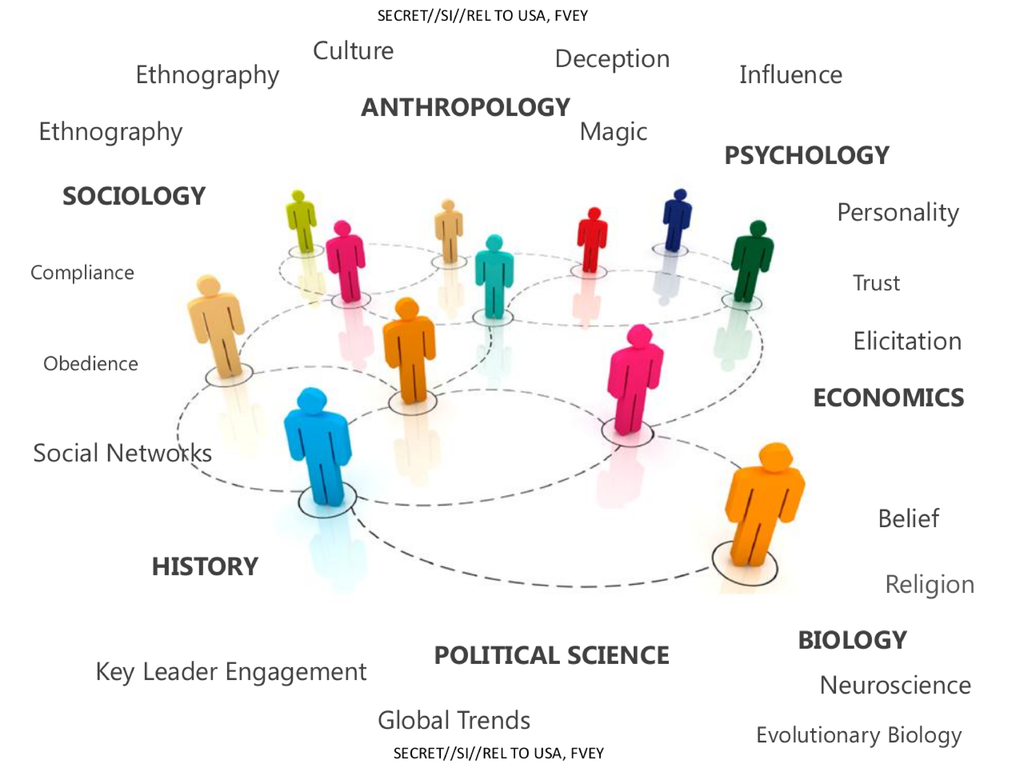 SECRET//SI//REL TO USA, FVEY
Culture
Deception
Ethnography
Influence
ANTHROPOLOGY
Ethnography
Magic
PSYCHOLOGY
SOCIOLOGY
Personality
Compliance
Trust
Elicitation
Obedience
ECONOMICS
Social Networks
Belief
HISTORY
Religion
BIOLOGY
POLITICAL SCIENCE
Key Leader Engagement
Neuroscience
Global Trends
Evolutionary Biology
SECRET//SI//REL TO USA, FVEY